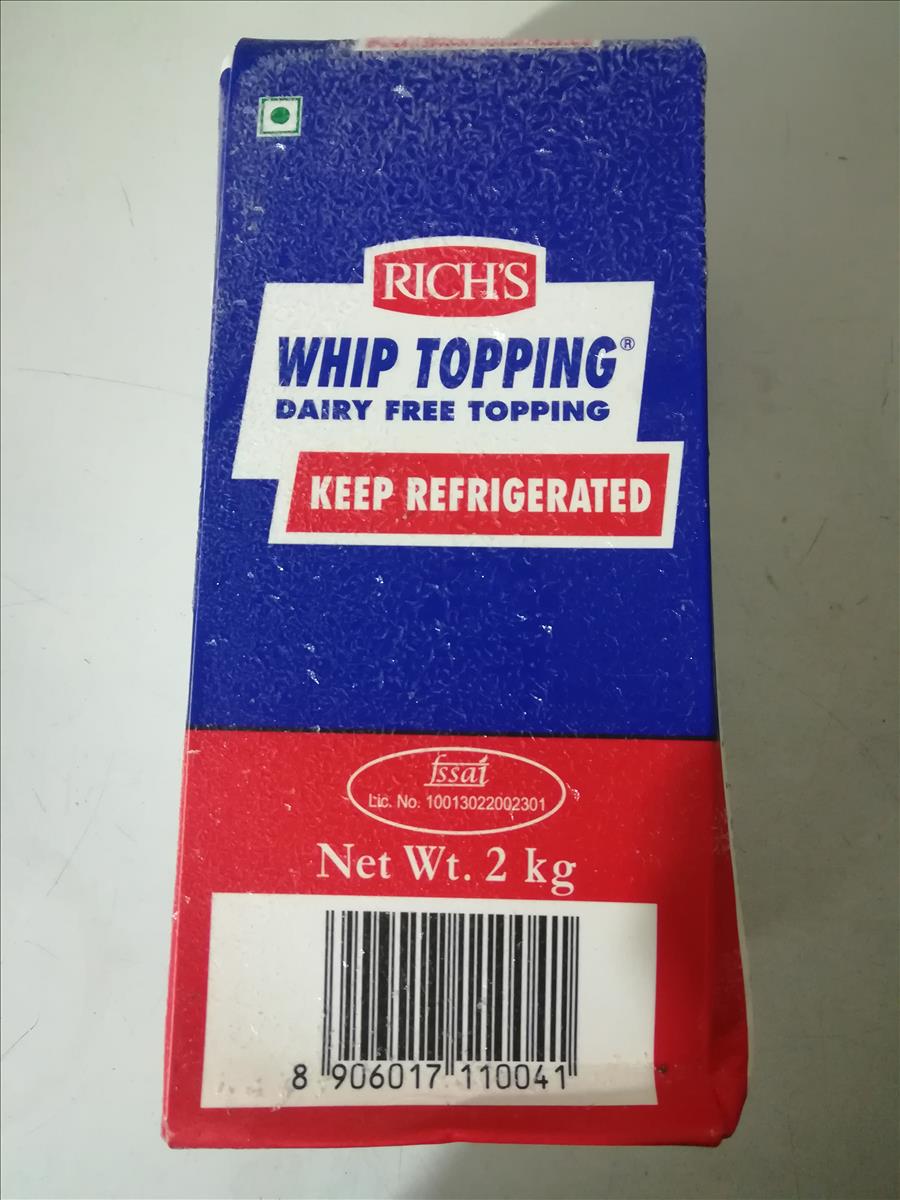 RICH'S
WHIP TOPPING®
DAIRY FREE TOPPING
KEEP REFRIGERATED
fssai
Lic. No. 10013022002301
Net Wt. 2 kg
8 906017 110041